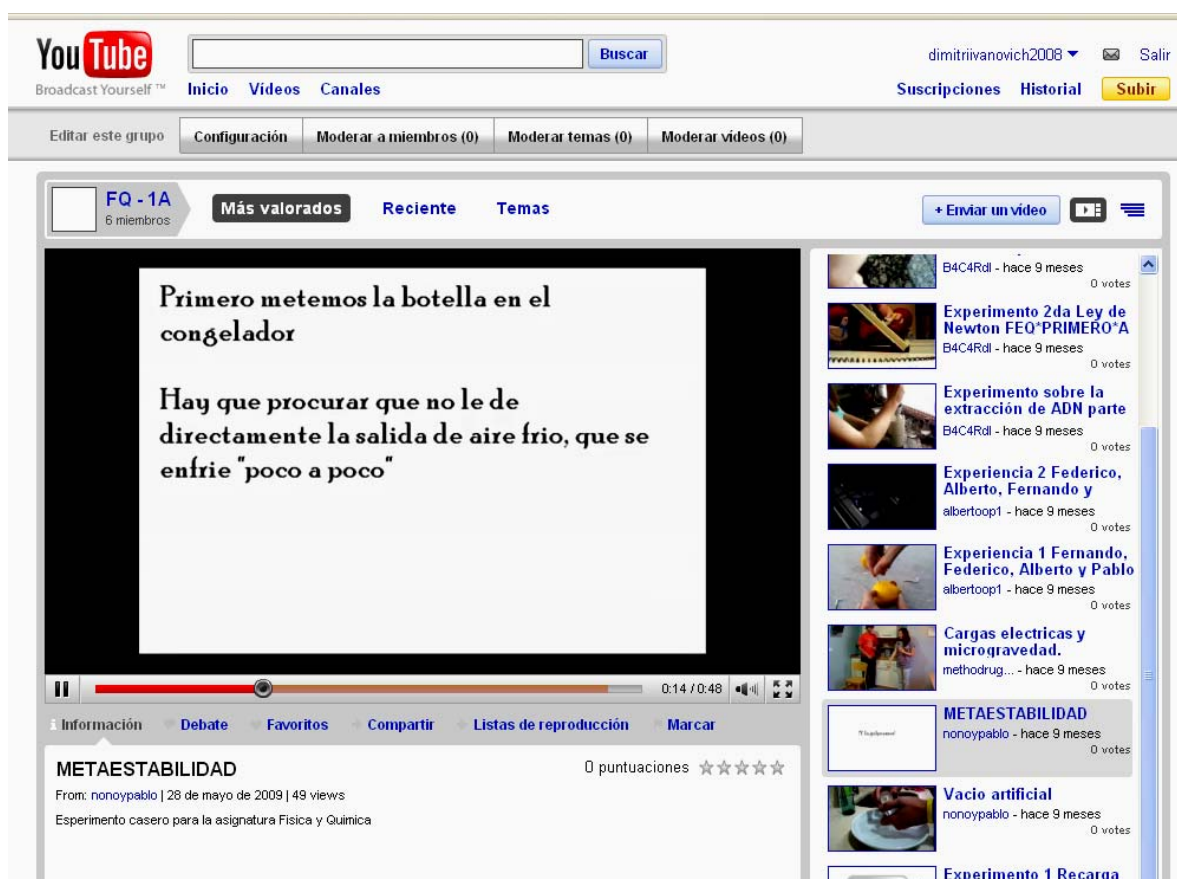 You Tube
Broadcast Yourself ™
Buscar
dimitriivanovich2008
Salir
Inicio Vídeos Canales
Suscripciones Historial Subir
Editar este grupo Configuración Moderar a miembros (0) Moderar temas (0) Moderar vídeos (0)
FQ - 1A
6 miembros
Más valorados Reciente Temas
+ Enviar un vídeo
Primero metemos la botella en el
congelador
Hay que procurar que no le de
directamente la salida de aire frio, que se
enfrie "poco a poco"
0:14 / 0:48
Información Debate Favoritos Compartir Listas de reproducción Marcar
METAESTABILIDAD
0 puntuaciones
From: nonoypablo | 28 de mayo de 2009 | 49 views
Esperimento casero para la asignatura Fisica y Quimica
B4C4Rdl - hace 9 meses
0 votes
Experimento 2da Ley de
Newton FEQ*PRIMERO*A
B4C4Rdl - hace 9 meses
0 votes
Experimento sobre la
extracción de ADN parte
B4C4Rdl - hace 9 meses
0 votes
Experiencia 2 Federico,
Alberto, Fernando y
albertoop1 - hace 9 meses
0 votes
Experiencia 1 Fernando,
Federico, Alberto y Pablo
albertoop1 - hace 9 meses
0 votes
Cargas electricas y
microgravedad.
methodrug... - hace 9 meses
0 votes
METAESTABILIDAD
nonoypablo - hace 9 meses
0 votes
Vacio artificial
nonoypablo - hace 9 meses
0 votes
Experimento 1 Recarga